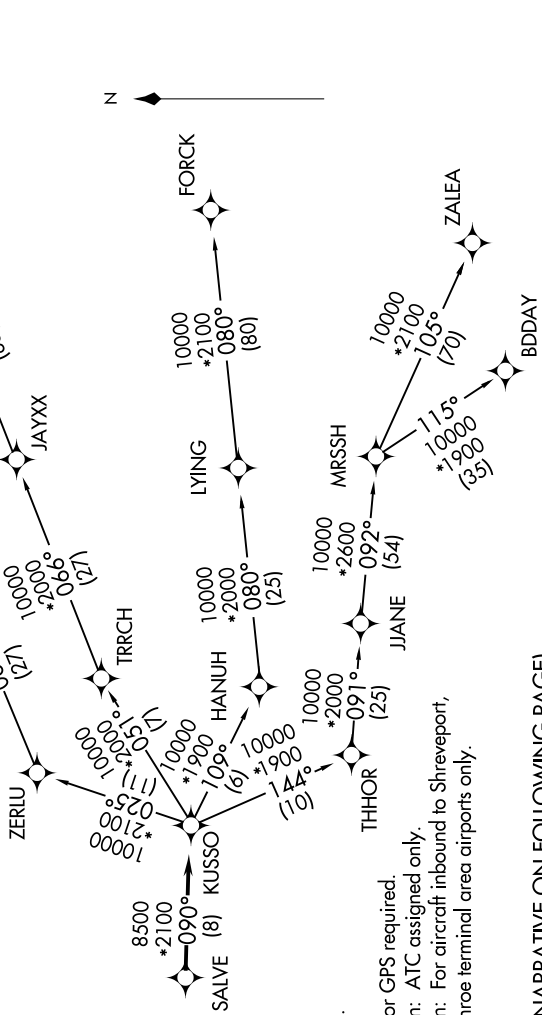 N
FORCK
10000
*2100
080°
(80)
ZALEA
10000
*2100
105°
(70)
BDDAY
115°
10000
*1900
(35)
JAYXX
LYING
MRSSH
10000
*2000
066°
(27)
10000
*2000
080°
(25)
10000
*2600
092°
(54)
JJANE
(27)
TRRCH
HANUH
10000
*2000
091°
(25)
THHOR
ZERLU
10000
*2000
051°
(7)
10000
*1900
109°
(6)
10000
*1900
144°
(10)
10000
*2100
025°
(11)
KUSSO
8500
*2100
090°
(8)
SALVE
or GPS required.
n: ATC assigned only.
n: For aircraft inbound to Shreveport,
nroe terminal area airports only.
NARRATIVE ON FOLLOWING PAGE)